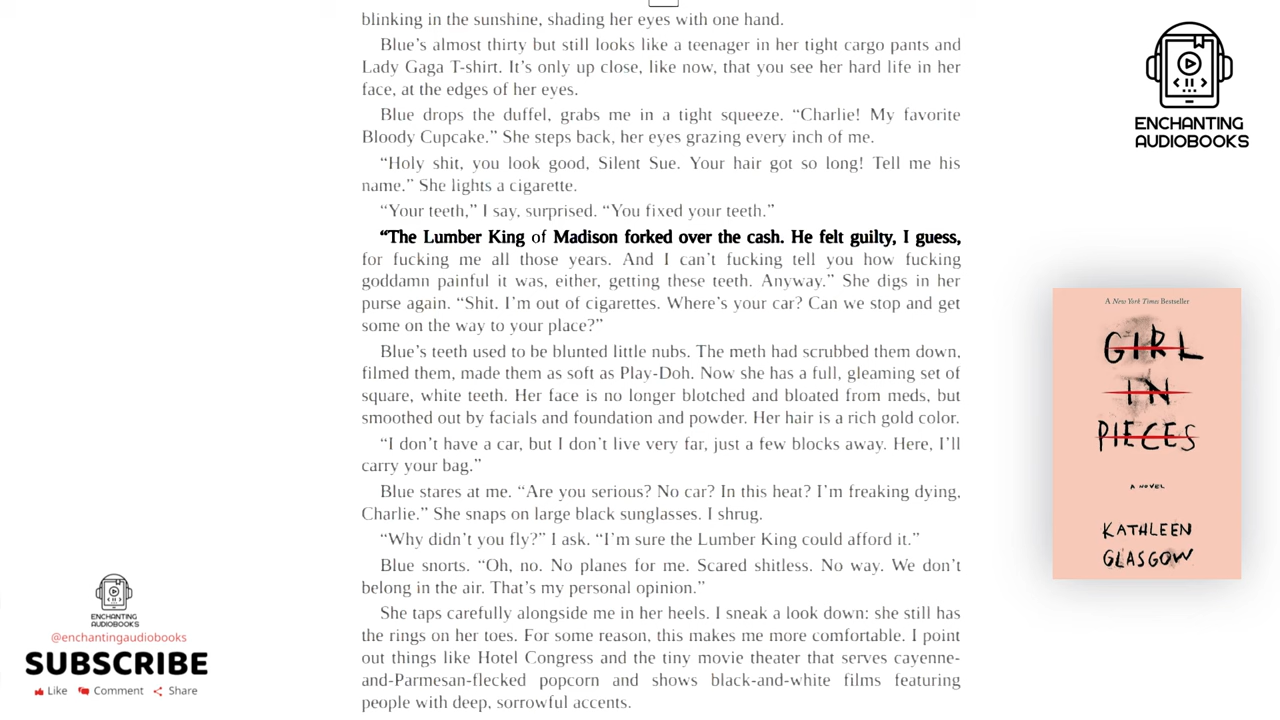 blinking in the sunshine, shading her eyes with one hand.
Blue’s almost thirty but still looks like a teenager in her tight cargo pants and
Lady Gaga T-shirt. It’s only up close, like now, that you see her hard life in her
face, at the edges of her eyes.
Blue drops the duffel, grabs me in a tight squeeze. “Charlie! My favorite
Bloody Cupcake.” She steps back, her eyes grazing every inch of me.
“Holy shit, you look good, Silent Sue. Your hair got so long! Tell me his
name.” She lights a cigarette.
“Your teeth,” I say, surprised. “You fixed your teeth.”
“The Lumber King of Madison forked over the cash. He felt guilty, I guess,
for fucking me all those years. And I can’t fucking tell you how fucking
goddamn painful it was, either, getting these teeth. Anyway.” She digs in her
purse again. “Shit. I’m out of cigarettes. Where’s your car? Can we stop and get
some on the way to your place?”
Blue’s teeth used to be blunted little nubs. The meth had scrubbed them down,
filmed them, made them as soft as Play-Doh. Now she has a full, gleaming set of
square, white teeth. Her face is no longer blotched and bloated from meds, but
smoothed out by facials and foundation and powder. Her hair is a rich gold color.
“I don’t have a car, but I don’t live very far, just a few blocks away. Here, I’ll
carry your bag.”
Blue stares at me. “Are you serious? No car? In this heat? I’m freaking dying,
Charlie.” She snaps on large black sunglasses. I shrug.
“Why didn’t you fly?” I ask. “I’m sure the Lumber King could afford it.”
Blue snorts. “Oh, no. No planes for me. Scared shitless. No way. We don’t
belong in the air. That’s my personal opinion.”
She taps carefully alongside me in her heels. I sneak a look down: she still has
the rings on her toes. For some reason, this makes me more comfortable. I point
out things like Hotel Congress and the tiny movie theater that serves cayenne-
and-Parmesan-flecked popcorn and shows black-and-white films featuring
people with deep, sorrowful accents.
ENCHANTING
AUDIOBOOKS
A New York Times Bestseller
GIRL
IN
PIECES
A NOVEL
KATHLEEN
GLASGOW
ENCHANTING
AUDIOBOOKS
@enchantingaudiobooks
SUBSCRIBE
Like Comment Share